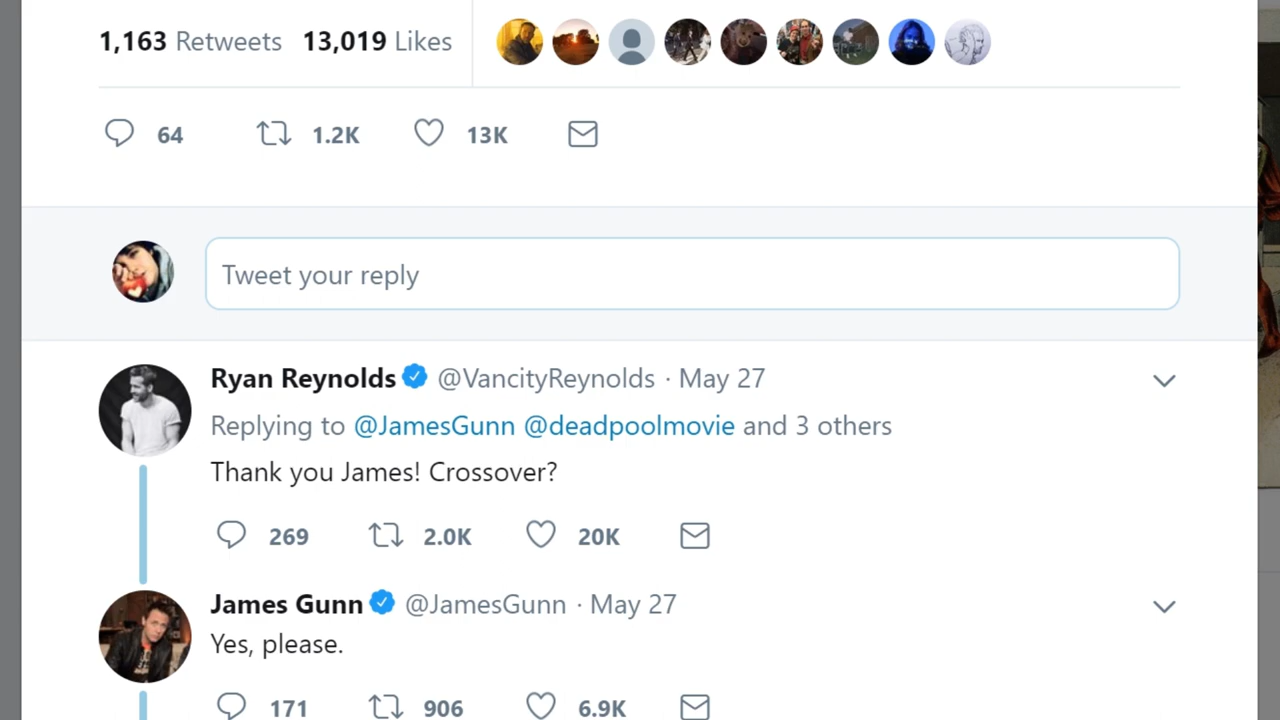 1,163 Retweets 13,019 Likes
64 1.2K 13K
Tweet your reply
Ryan Reynolds @VancityReynolds · May 27
Replying to @JamesGunn @deadpoolmovie and 3 others
Thank you James! Crossover?
269 2.0K 20K
James Gunn @JamesGunn · May 27
Yes, please.
171 906 6.9K